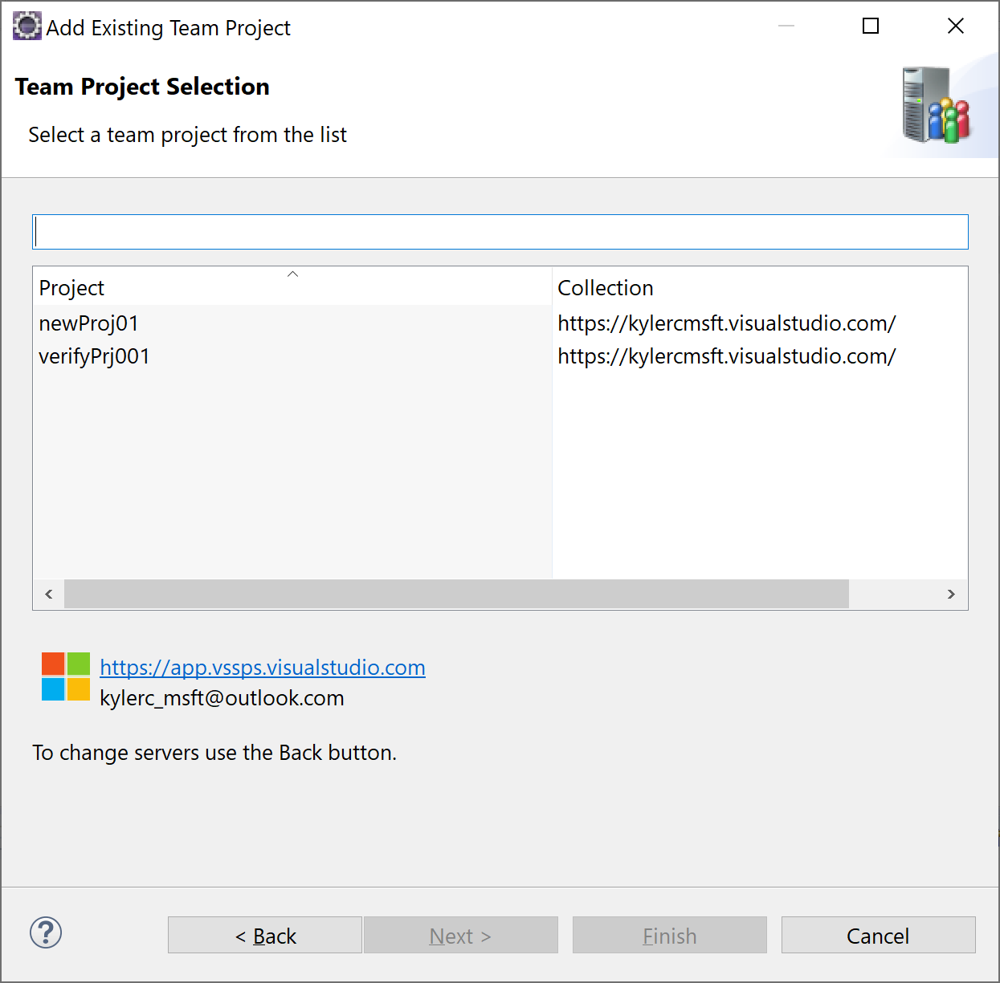 Add Existing Team Project
Team Project Selection
Select a team project from the list
Project Collection
newProj01 https://kylercmsft.visualstudio.com/
verifyPrj001 https://kylercmsft.visualstudio.com/
https://app.vssps.visualstudio.com
kylerc_msft@outlook.com
To change servers use the Back button.
? < Back Next > Finish Cancel